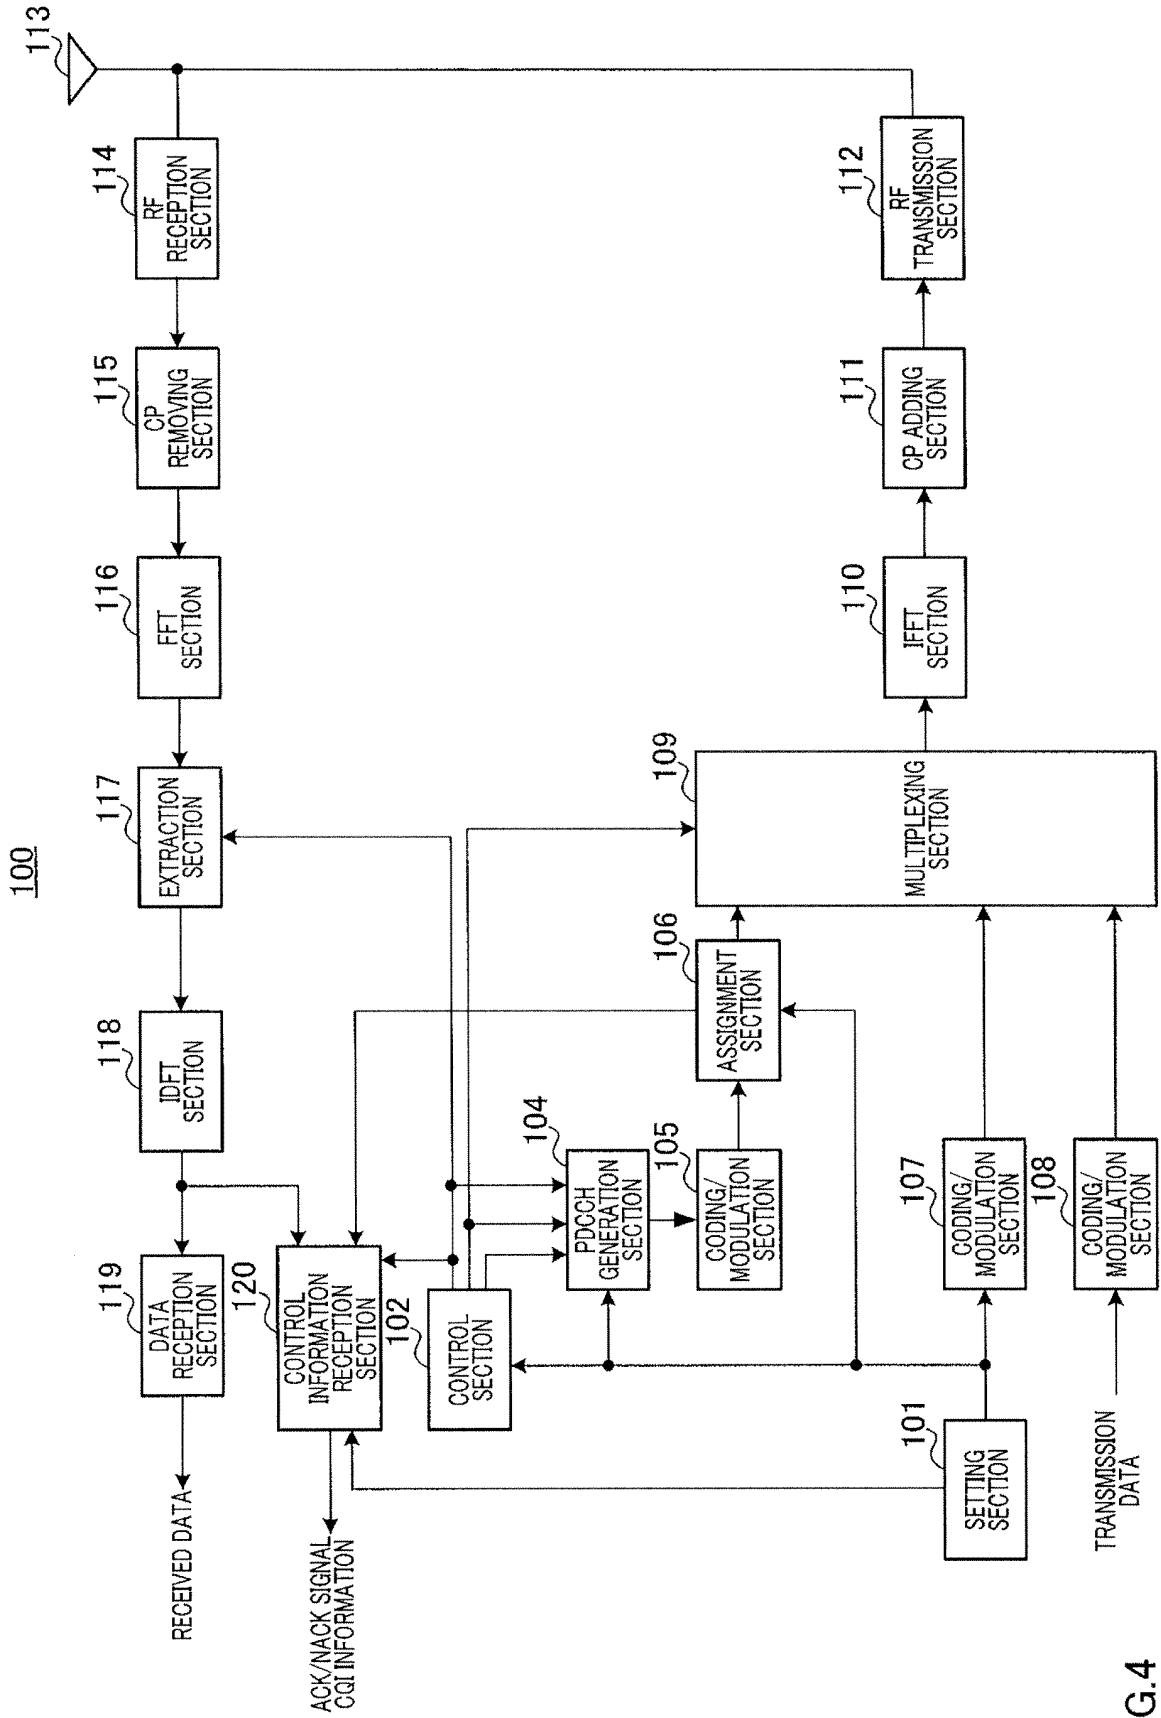 100
101
SETTING
SECTION
TRANSMISSION
DATA
102
CONTROL
SECTION
104
PDCCH
GENERATION
SECTION
105
CODING/
MODULATION
SECTION
106
ASSIGNMENT
SECTION
107
CODING/
MODULATION
SECTION
108
CODING/
MODULATION
SECTION
109
MULTIPLEXING
SECTION
110
IFFT
SECTION
111
CP ADDING
SECTION
112
RF
TRANSMISSION
SECTION
113
114
RF
RECEPTION
SECTION
115
CP
REMOVING
SECTION
116
FFT
SECTION
117
EXTRACTION
SECTION
118
IDFT
SECTION
119
DATA
RECEPTION
SECTION
RECEIVED DATA
120
CONTROL
INFORMATION
RECEPTION
SECTION
ACK/NACK SIGNAL
CQI INFORMATION
G.4